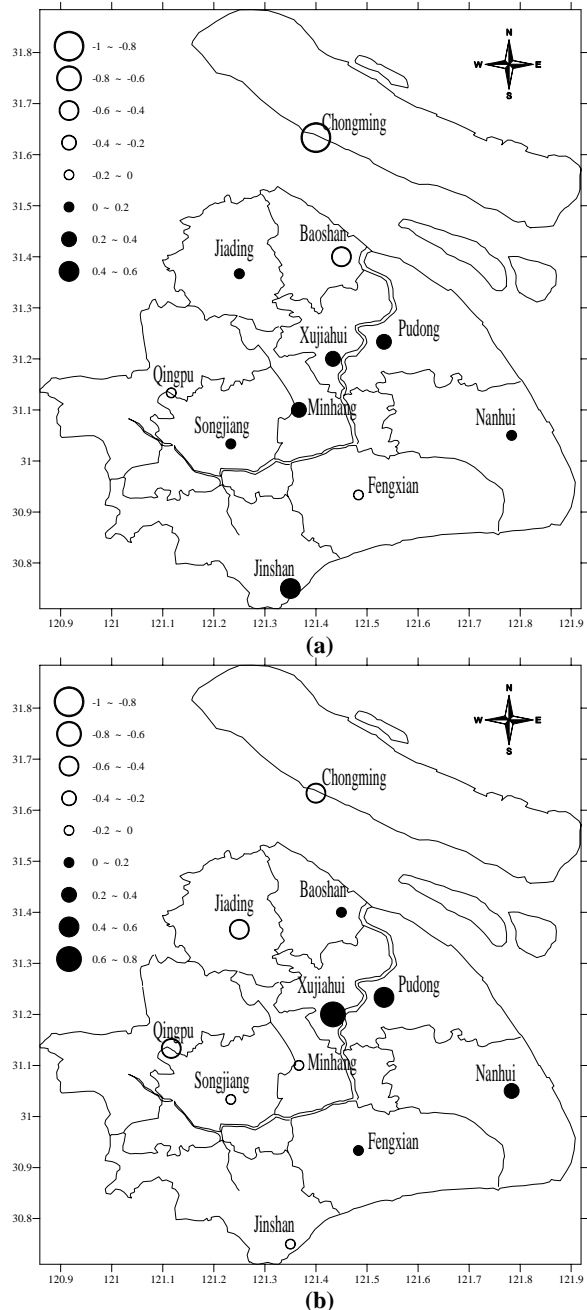 31.8
-1 ~ -0.8
N
-0.8 ~ -0.6
W E
31.7
-0.6 ~ -0.4
S
Chongming
-0.4 ~ -0.2
31.6
-0.2 ~ 0
31.5
0 ~ 0.2
0.2 ~ 0.4
Baoshan
Jiading
31.4
0.4 ~ 0.6
31.3
Xujiahui Pudong
31.2
Qingpu
Minhang
31.1
Songjiang
Nanhui
31
Fengxian
30.9
30.8
Jinshan
120.9 121 121.1 121.2 121.3 121.4 121.5 121.6 121.7 121.8 121.9
(a)
31.8
-1 ~ -0.8
N
-0.8 ~ -0.6
W E
31.7
-0.6 ~ -0.4
S
Chongming
-0.4 ~ -0.2
31.6
-0.2 ~ 0
31.5
0 ~ 0.2
0.2 ~ 0.4
Baoshan
Jiading
31.4
0.4 ~ 0.6
0.6 ~ 0.8
31.3
Xujiahui Pudong
31.2
Qingpu
Minhang
31.1
Songjiang
Nanhui
31
Fengxian
30.9
30.8
Jinshan
120.9 121 121.1 121.2 121.3 121.4 121.5 121.6 121.7 121.8 121.9
(b)